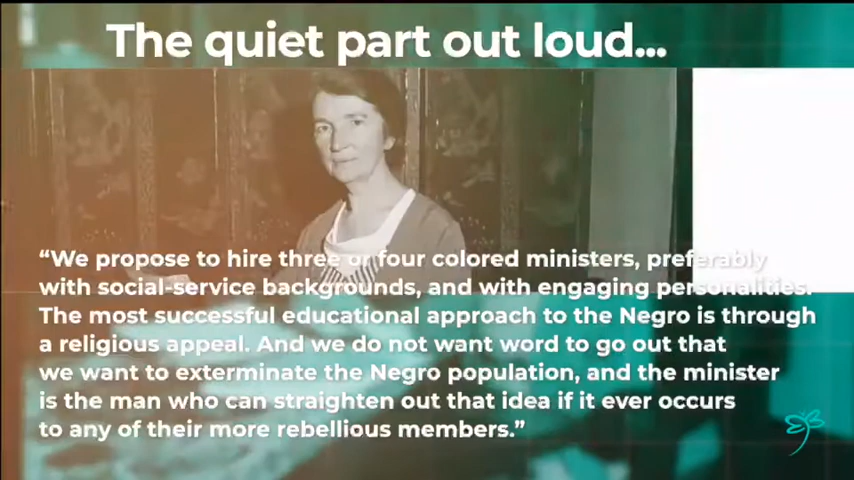 The quiet part out loud...
“We propose to hire three or four colored ministers, preferably
with social-service backgrounds, and with engaging personalities.
The most successful educational approach to the Negro is through
a religious appeal. And we do not want word to go out that
we want to exterminate the Negro population, and the minister
is the man who can straighten out that idea if it ever occurs
to any of their more rebellious members.”